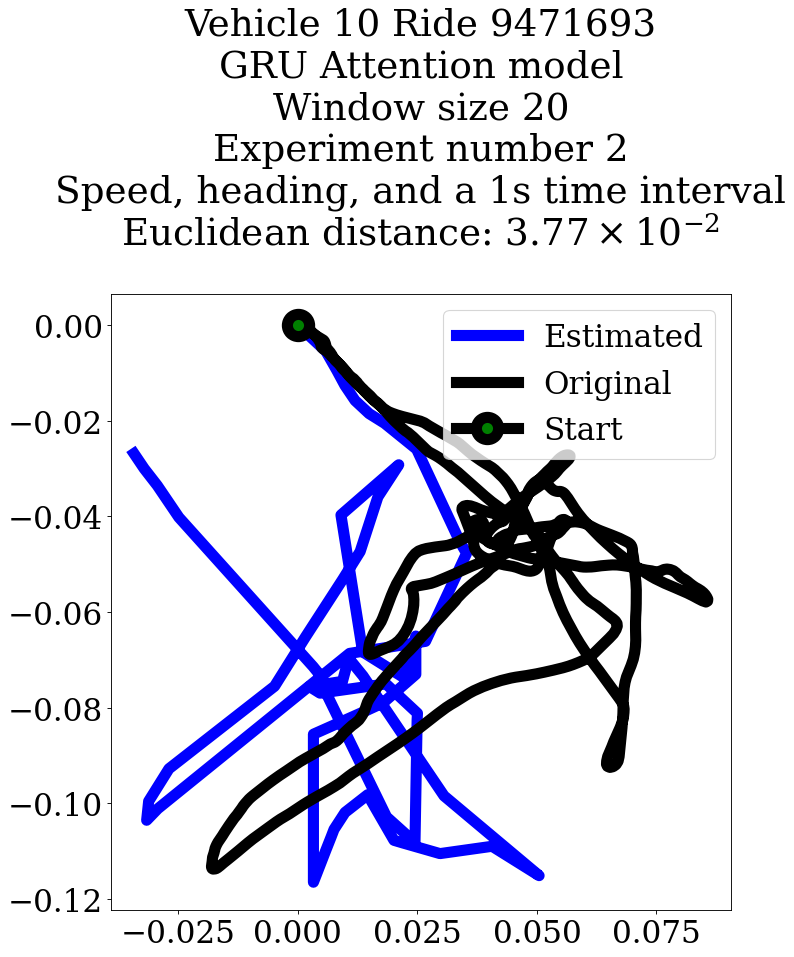 Vehicle 10 Ride 9471693
GRU Attention model
Window size 20
Experiment number 2
Speed, heading, and a 1s time interval
Euclidean distance: 3.77 × 10⁻²
Estimated
Original
Start
0.00
−0.02
−0.04
−0.06
−0.08
−0.10
−0.12
−0.025 0.000 0.025 0.050 0.075